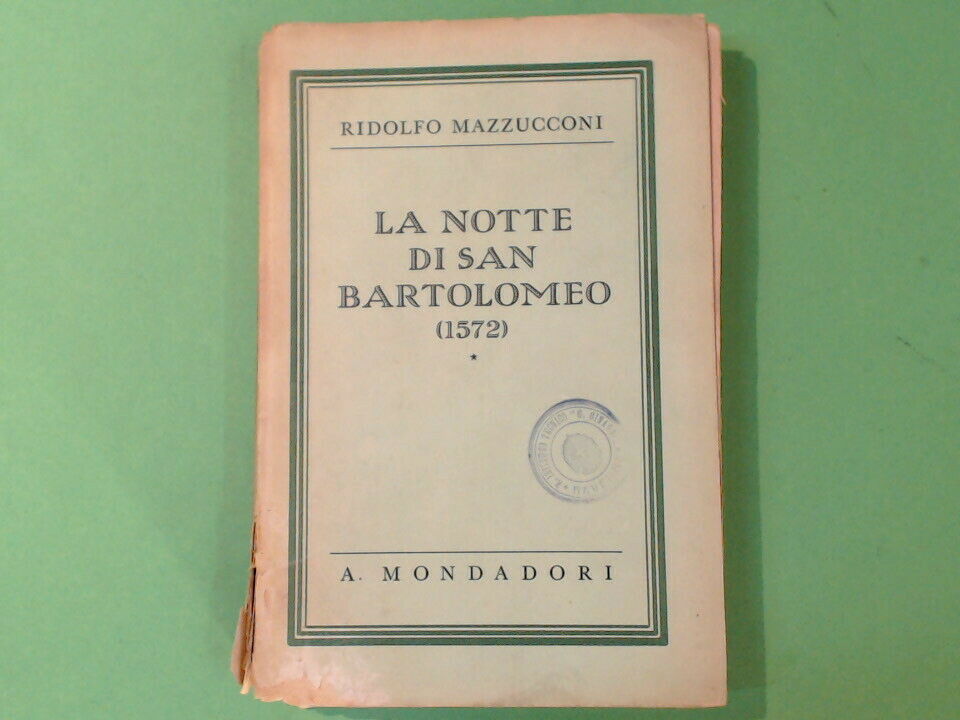 RIDOLFO MAZZUCCONI
LA NOTTE
DI SAN
BARTOLOMEO
(1572)
*
A. MONDADORI